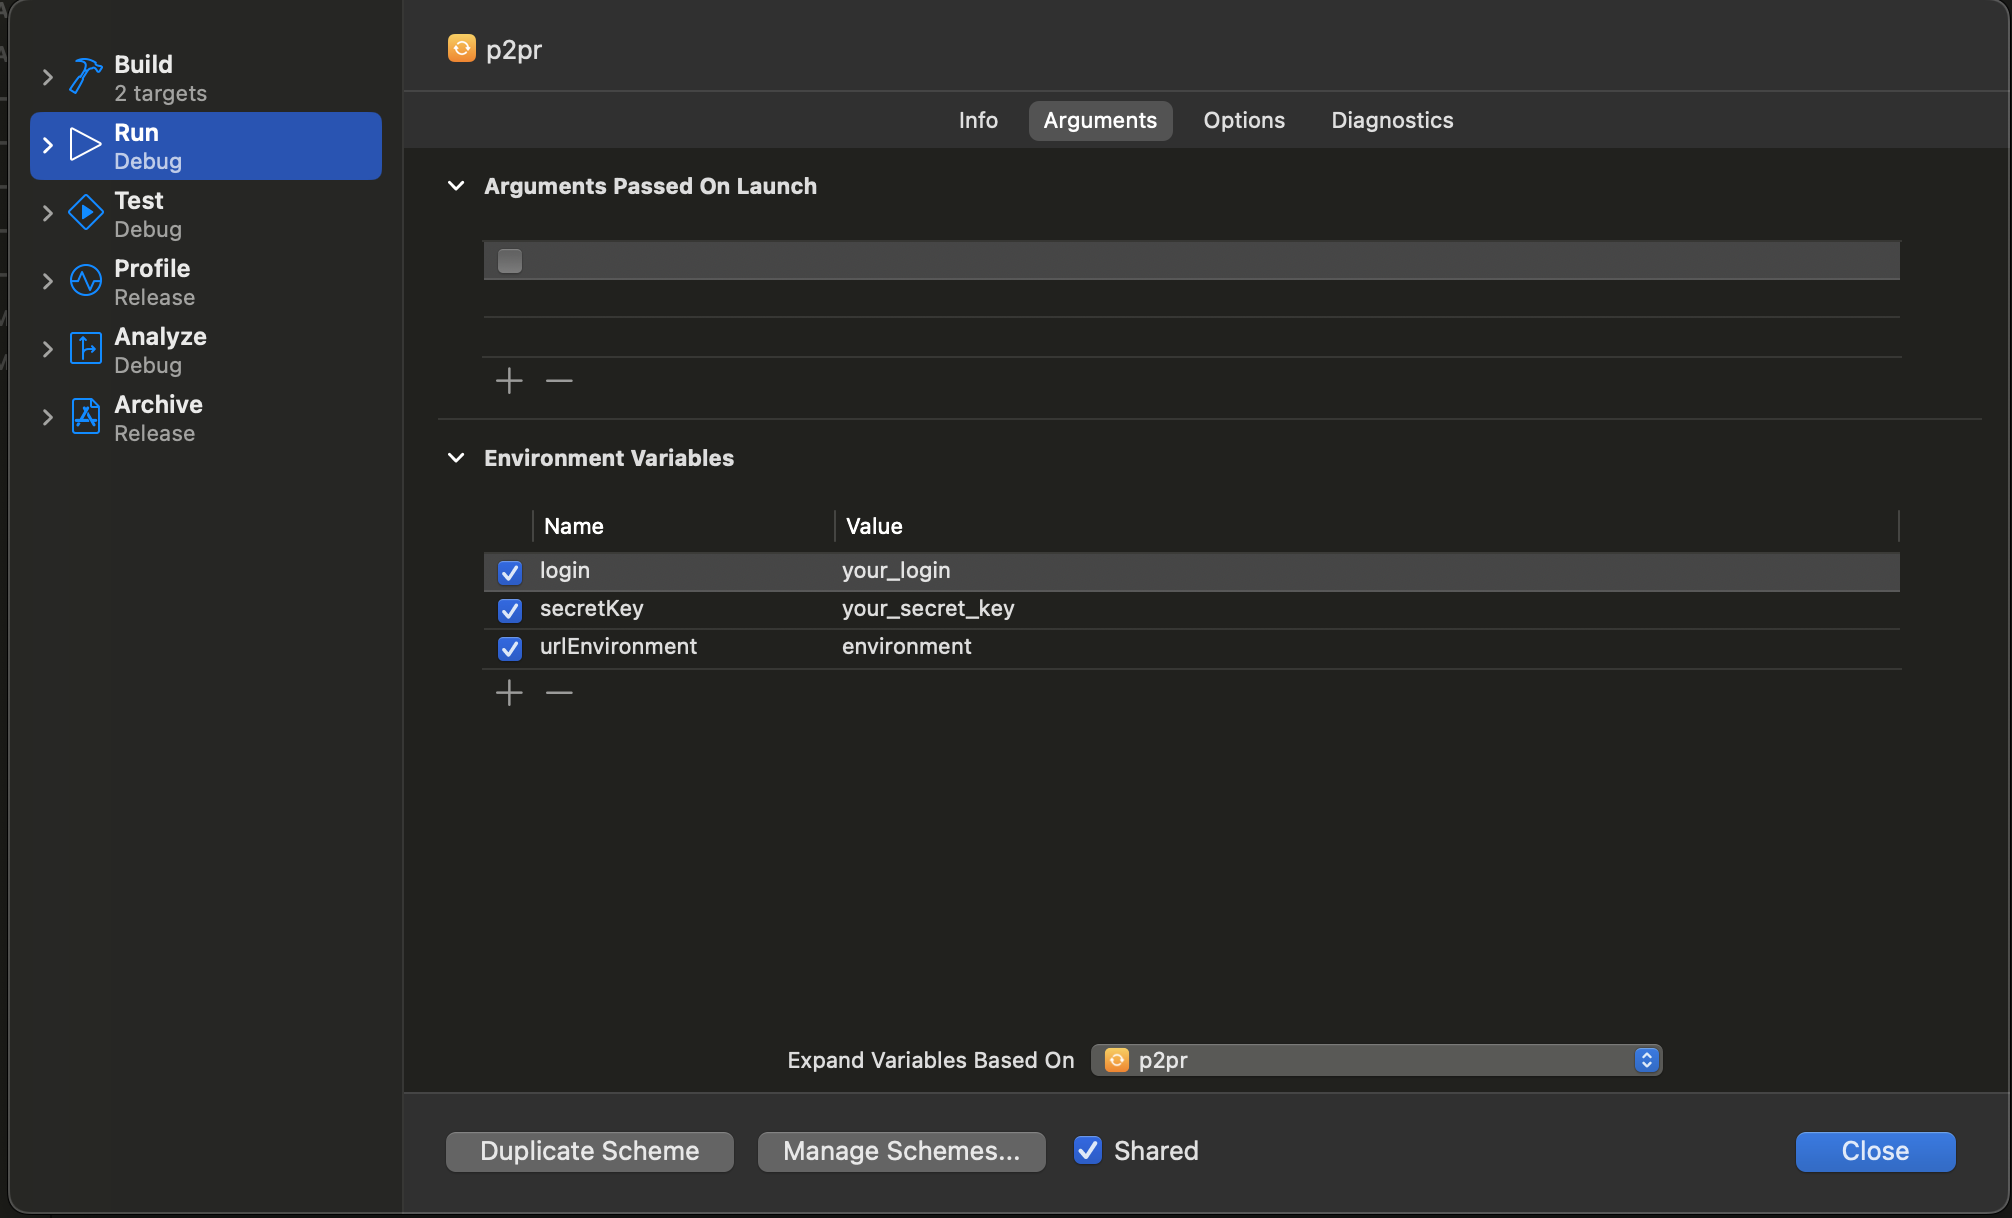 Build
2 targets
Run
Debug
Test
Debug
Profile
Release
Analyze
Debug
Archive
Release
p2pr
Info Arguments Options Diagnostics
Arguments Passed On Launch
Environment Variables
Name Value
login your_login
secretKey your_secret_key
urlEnvironment environment
Expand Variables Based On p2pr
Duplicate Scheme Manage Schemes... Shared Close